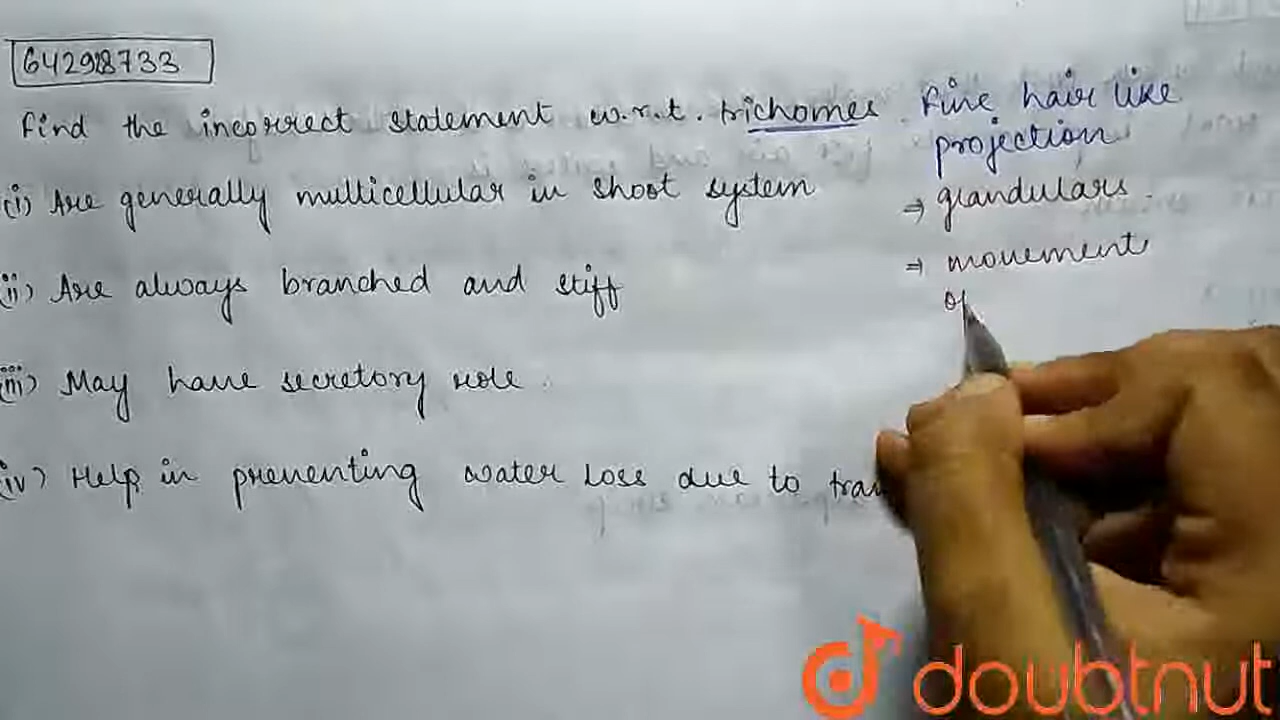 64298733
Find the incorrect statement w.r.t. trichomes. Fine hair like
projection
(i) Are generally multicellular in shoot system
⇒ glandulars.
(ii) Are always branched and stiff
⇒ movement
of
(iii) May have secretory role.
(iv) Help in preventing water loss due to
doubtnut